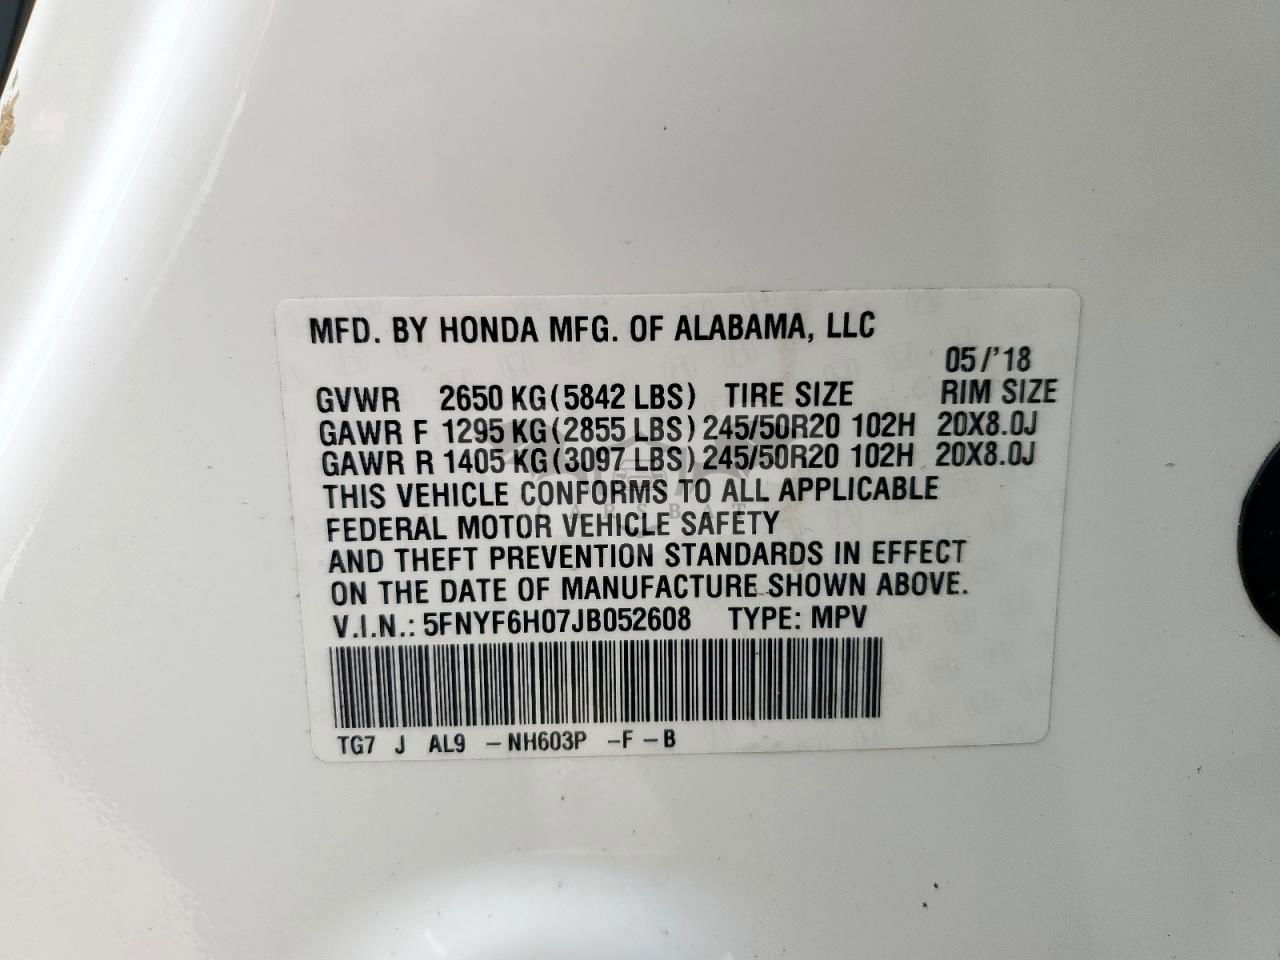 MFD. BY HONDA MFG. OF ALABAMA, LLC
05/'18
GVWR 2650 KG(5842 LBS) TIRE SIZE RIM SIZE
GAWR F 1295 KG(2855 LBS) 245/50R20 102H 20X8.0J
GAWR R 1405 KG(3097 LBS) 245/50R20 102H 20X8.0J
THIS VEHICLE CONFORMS TO ALL APPLICABLE
CARSBAT
FEDERAL MOTOR VEHICLE SAFETY
AND THEFT PREVENTION STANDARDS IN EFFECT
ON THE DATE OF MANUFACTURE SHOWN ABOVE.
V.I.N.: 5FNYF6H07JB052608 TYPE: MPV
TG7 J AL9 -NH603P -F-B